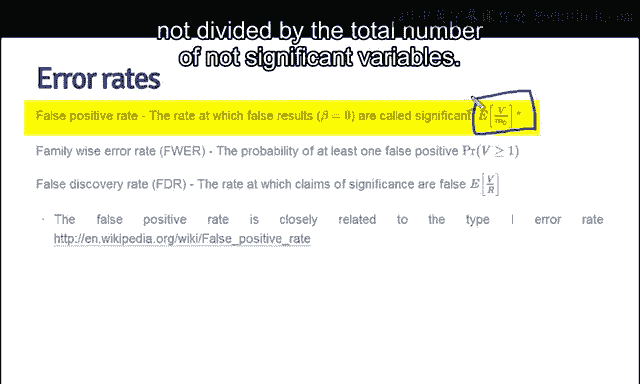 not divided by the total number
of not significant variables.
Error rates
False positive rate - The rate at which false results (β = 0) are called significant E[V/m₀]*
Family wise error rate (FWER) - The probability of at least one false positive Pr(V ≥ 1)
False discovery rate (FDR) - The rate at which claims of significance are false E[V/R]
· The false positive rate is closely related to the type I error rate
http://en.wikipedia.org/wiki/False_positive_rate